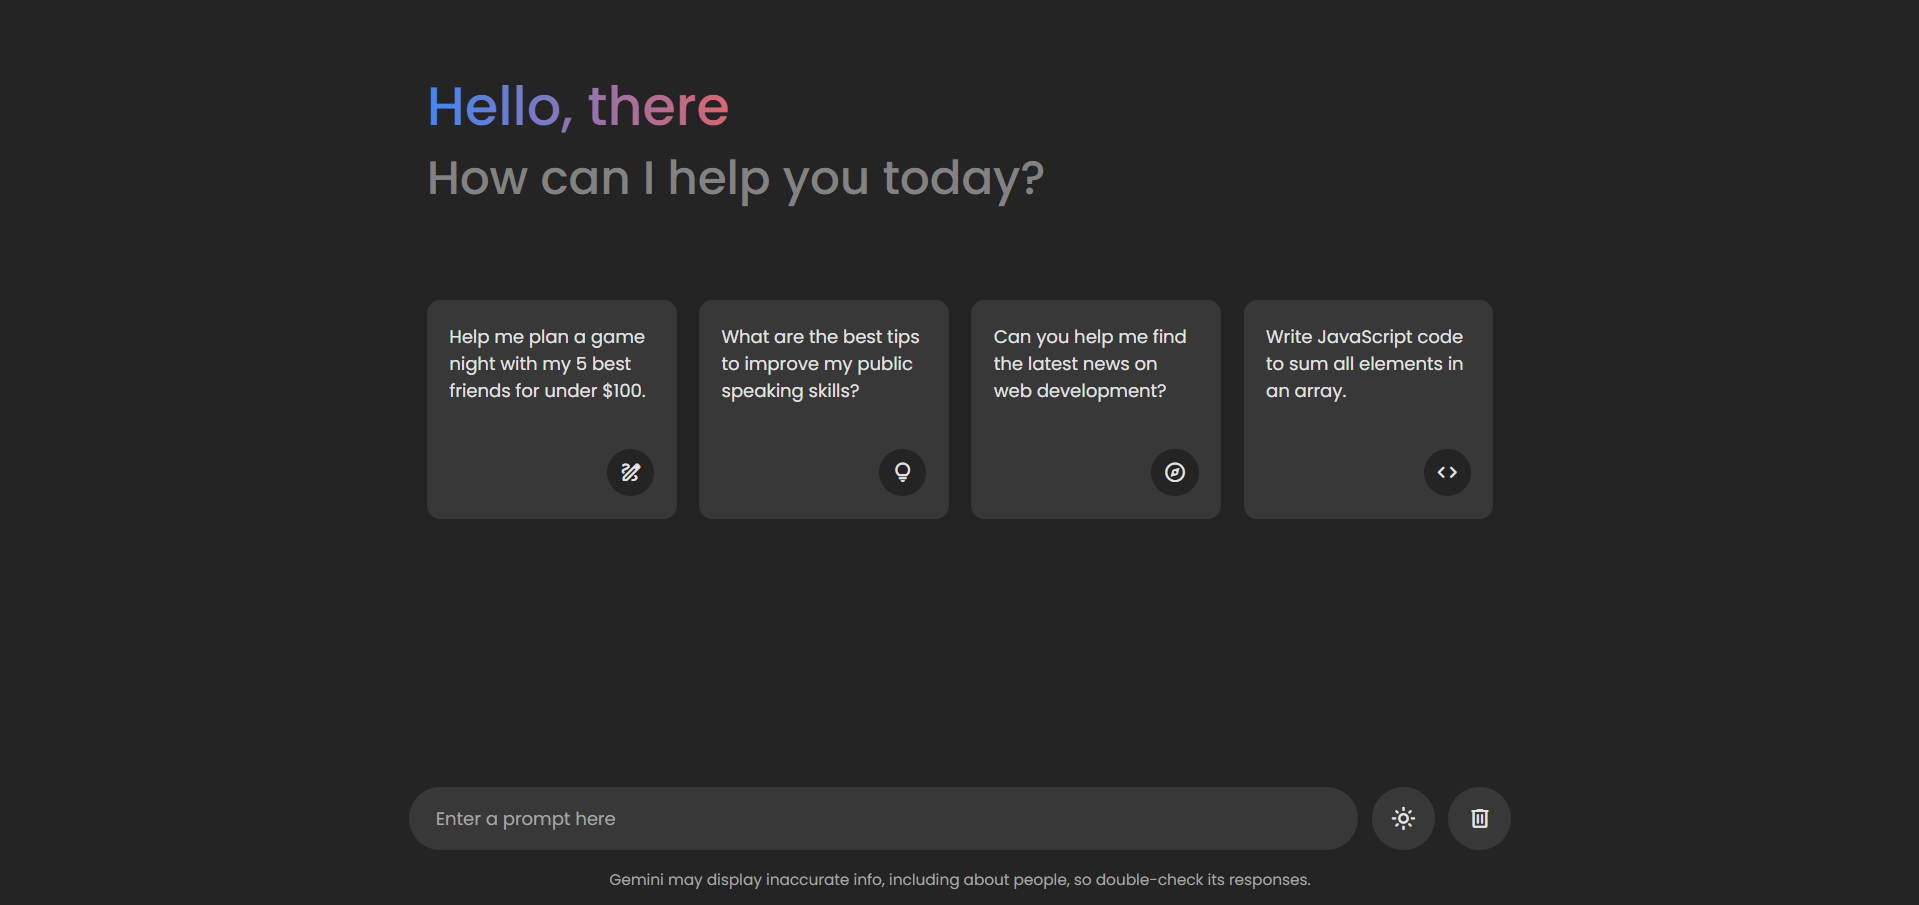 Hello, there
How can I help you today?
Help me plan a game
night with my 5 best
friends for under $100.
What are the best tips
to improve my public
speaking skills?
Can you help me find
the latest news on
web development?
Write JavaScript code
to sum all elements in
an array.
Enter a prompt here
Gemini may display inaccurate info, including about people, so double-check its responses.